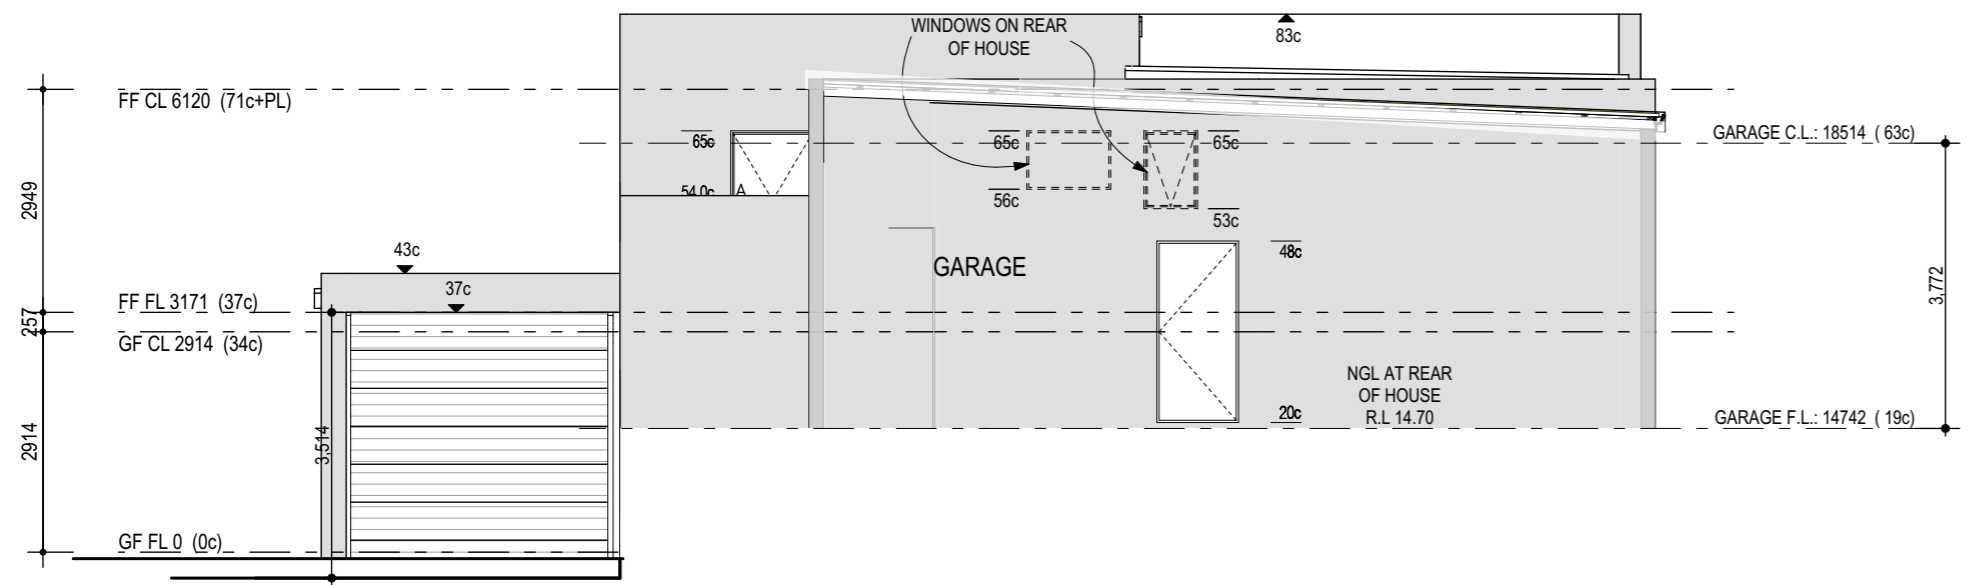 WINDOWS ON REAR
OF HOUSE
83c
FF CL 6120 (71c+PL)
65c
65c
65c
GARAGE C.L.: 18514 ( 63c)
54.0c
A
56c
53c
2949
43c
GARAGE
48c
37c
FF FL 3171 (37c)
257
GF CL 2914 (34c)
3,772
NGL AT REAR
OF HOUSE
R.L 14.70
20c
GARAGE F.L.: 14742 ( 19c)
2914
3,514
GF FL 0 (0c)